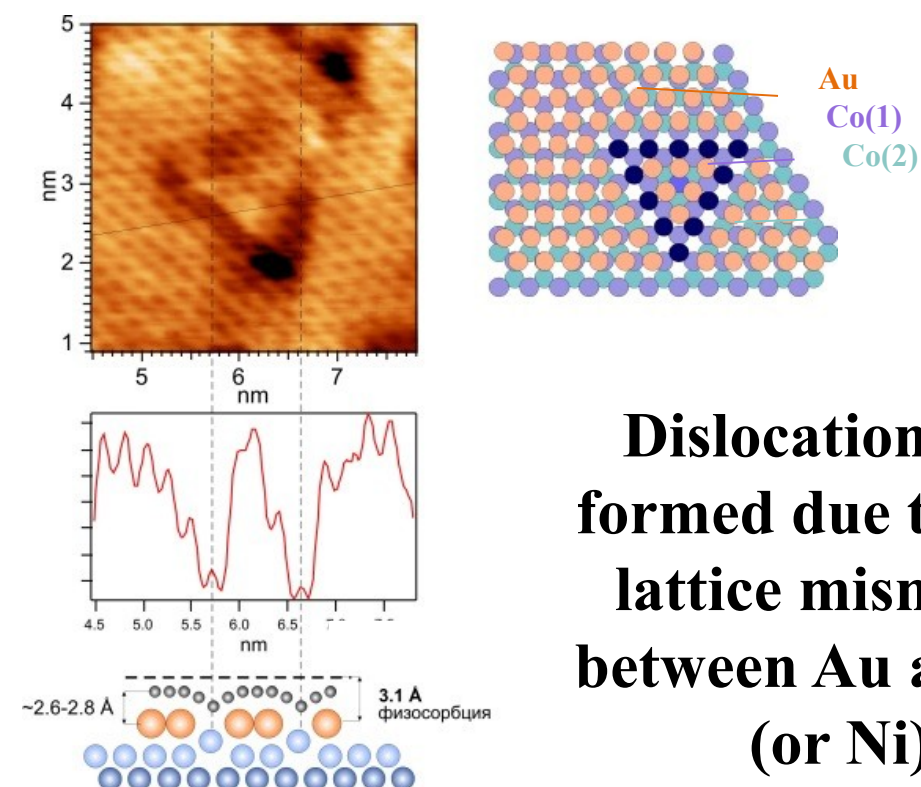 5
4
3
2
1
nm
5 6 7
nm
Au
Co(1)
Co(2)
4.5 5.0 5.5 6.0 6.5
nm
Dislocation
formed due
lattice
between Au
(or Ni)
~2.6-2.8 Å
3.1 Å
физосорбция